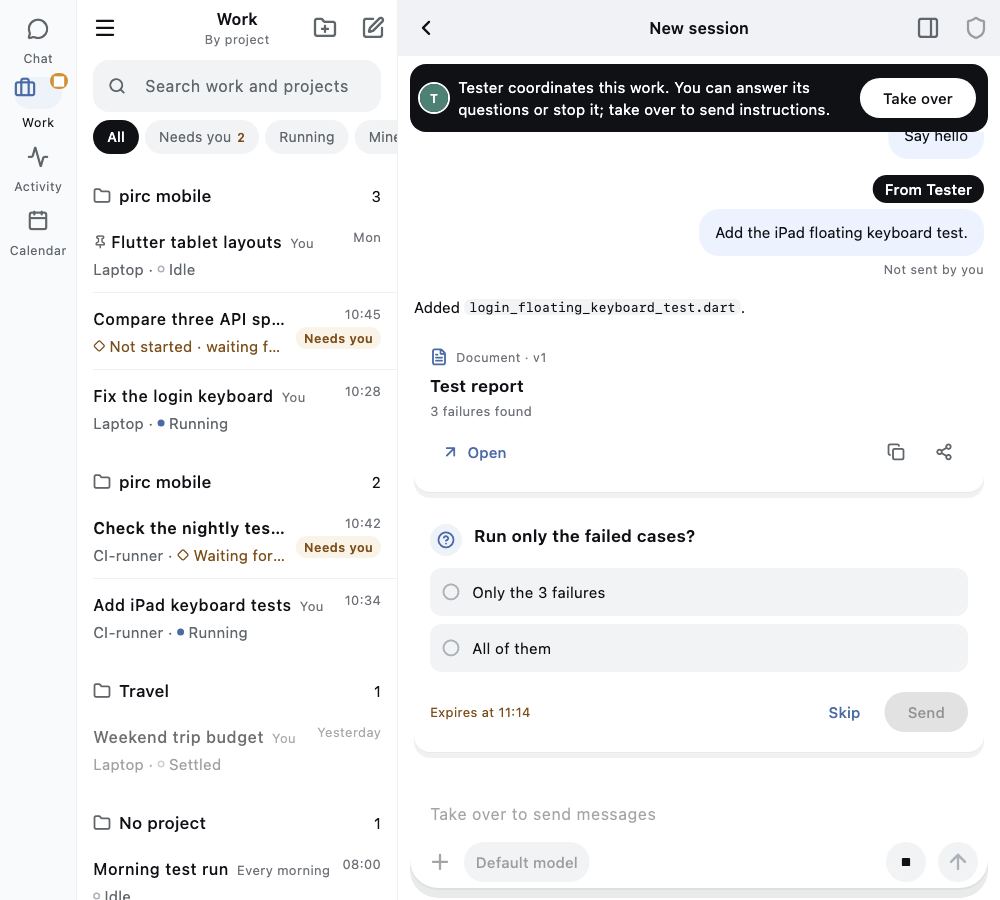 Chat
Work
Activity
Calendar
Work
By project
Search work and projects
All
Needs you 2
Running
Mine
pirc mobile
3
Flutter tablet layouts You
Mon
Laptop · Idle
Compare three API sp...
10:45
Not started · waiting f...
Needs you
Fix the login keyboard You
10:28
Laptop · Running
pirc mobile
2
Check the nightly tes...
10:42
CI-runner · Waiting for...
Needs you
Add iPad keyboard tests You
10:34
CI-runner · Running
Travel
1
Weekend trip budget You
Yesterday
Laptop · Settled
No project
1
Morning test run Every morning
08:00
Idle
New session
T
Tester coordinates this work. You can answer its
questions or stop it; take over to send instructions.
Take over
Say hello
From Tester
Add the iPad floating keyboard test.
Not sent by you
Added login_floating_keyboard_test.dart.
Document · v1
Test report
3 failures found
Open
Run only the failed cases?
Only the 3 failures
All of them
Expires at 11:14
Skip
Send
Take over to send messages
Default model